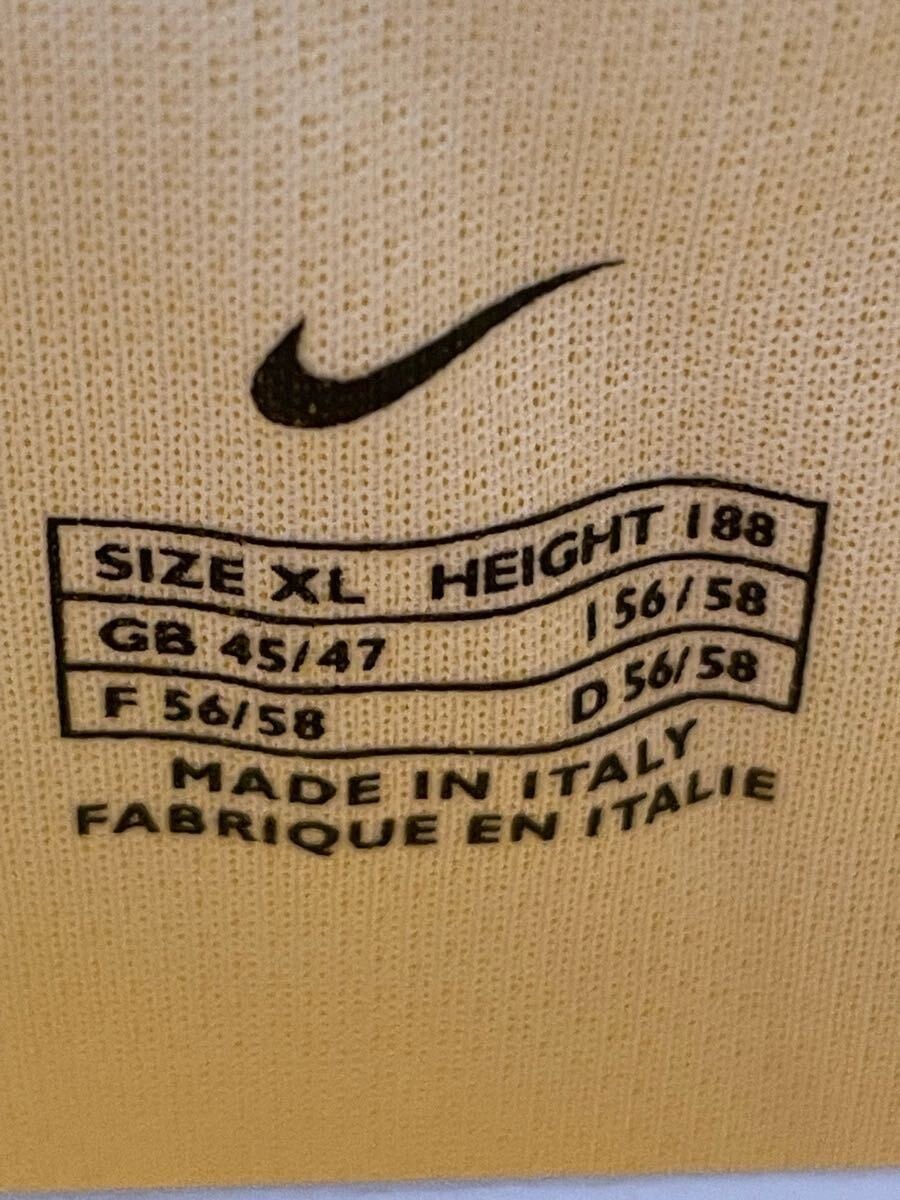 SIZE XL HEIGHT 188
GB 45/47 I 56/58
F 56/58 D 56/58
MADE IN ITALY
FABRIQUE EN ITALIE